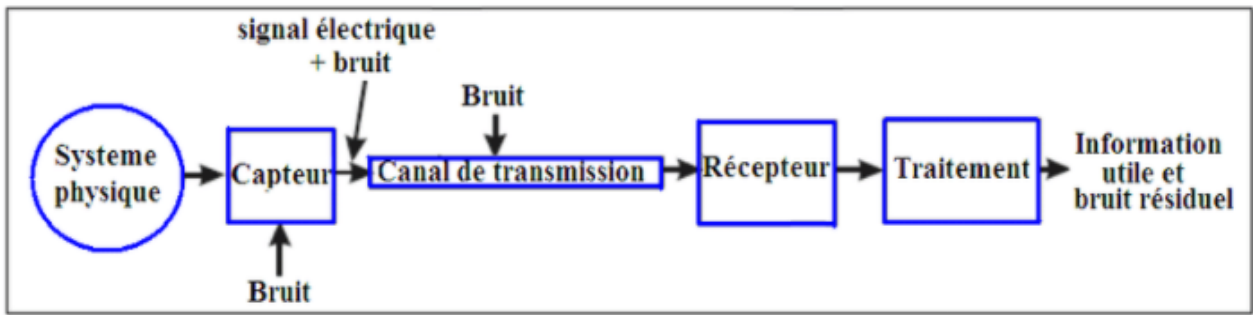 signal électrique
+ bruit
Bruit
Systeme
physique
Capteur
Canal de transmission
Récepteur
Traitement
Information
utile et
bruit résiduel
Bruit